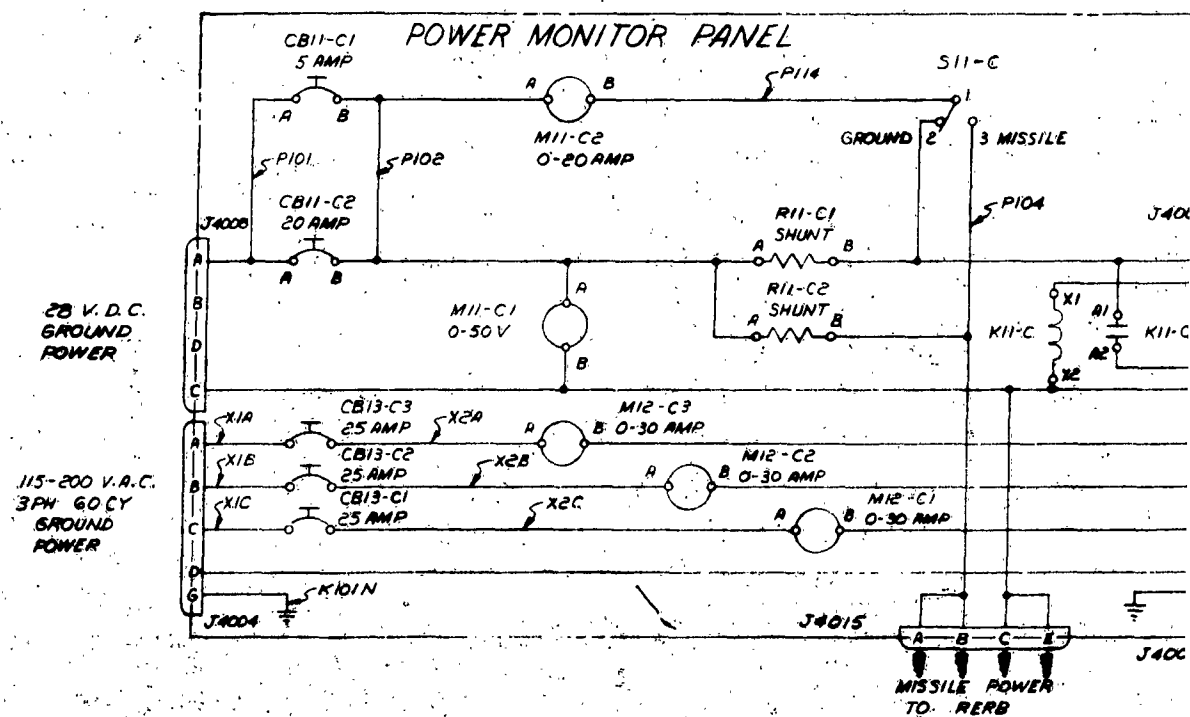 POWER MONITOR PANEL
CB11-C1
5 AMP
A
B
A
B
P114
S11-C
1
GROUND 2
3 MISSILE
M11-C2
0-20 AMP
P101
P102
CB11-C2
20 AMP
A
B
P104
J4008
R11-C1
SHUNT
A
B
R11-C2
SHUNT
A
B
28 V. D. C.
GROUND
POWER
A
B
D
C
M11-C1
0-50V
A
B
K11-C
X1
X2
A1
A2
K11-C
X1A
CB13-C3
25 AMP
X2A
A
M12-C3
B 0-30 AMP
X1B
CB13-C2
25 AMP
X2B
A
M12-C2
B 0-30 AMP
X1C
CB13-C1
25 AMP
X2C
A
M12-C1
B 0-30 AMP
115-200 V.A.C.
3PH 60CY
GROUND
POWER
A
B
C
D
G
K101N
J4004
J4015
A B C E
MISSILE POWER
TO RERB